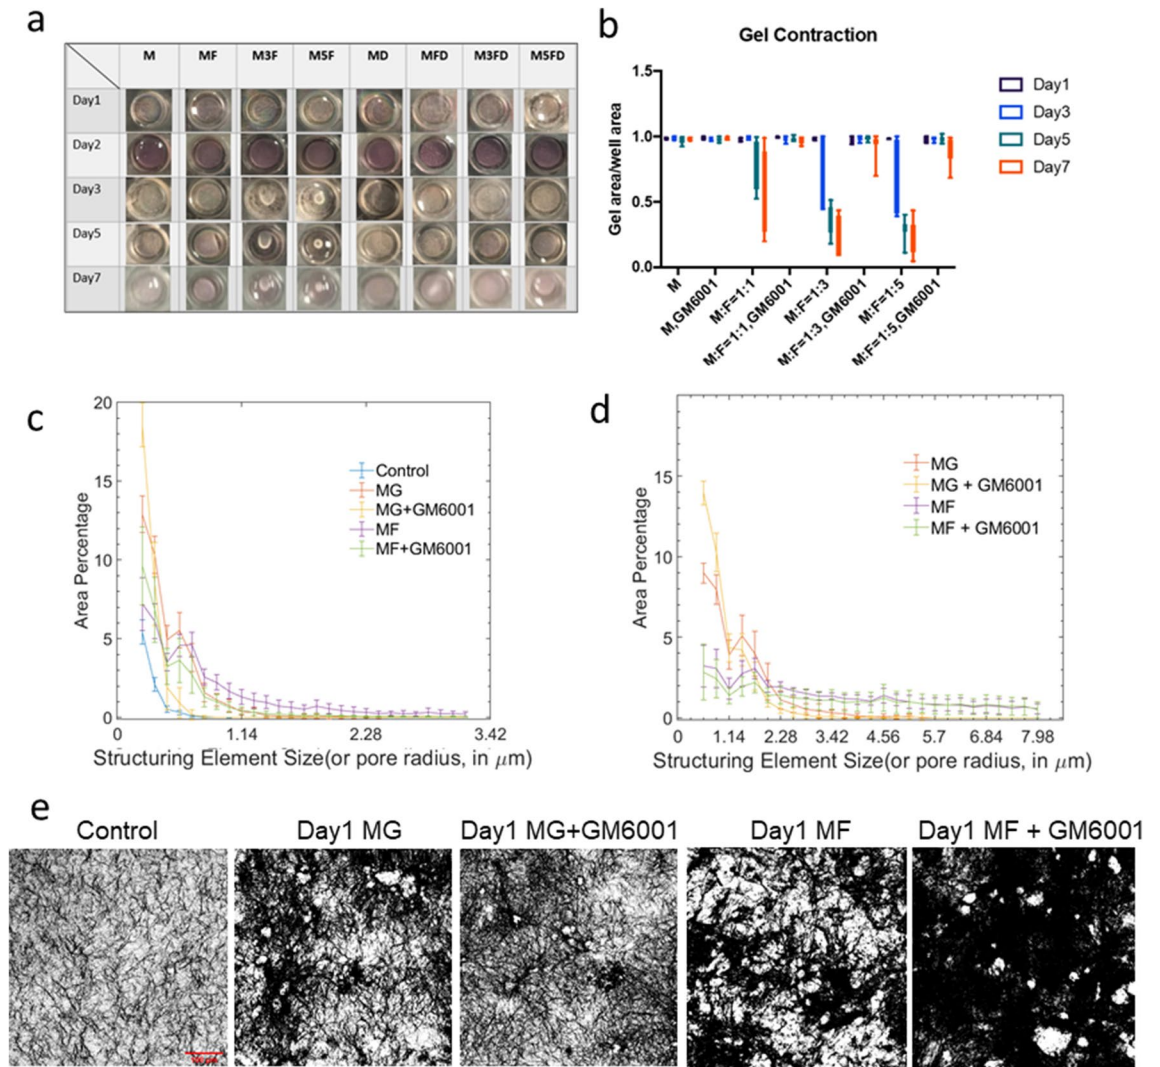 a
M MF M3F M5F MD MFD M3FD M5FD
Day1
Day2
Day3
Day5
Day7
b
Gel Contraction
Gel area/well area
1.5
1.0
0.5
0.0
Day1
Day3
Day5
Day7
M
M,GM6001
M:F=1:1
M:F=1:1,GM6001
M:F=1:3
M:F=1:3,GM6001
M:F=1:5
M:F=1:5,GM6001
c
Area Percentage
20
15
10
5
0
Control
MG
MG+GM6001
MF
MF+GM6001
0 1.14 2.28 3.42
Structuring Element Size(or pore radius, in μm)
d
Area Percentage
15
10
5
0
MG
MG + GM6001
MF
MF + GM6001
0 1.14 2.28 3.42 4.56 5.7 6.84 7.98
Structuring Element Size(or pore radius, in μm)
e
Control Day1 MG Day1 MG+GM6001 Day1 MF Day1 MF + GM6001